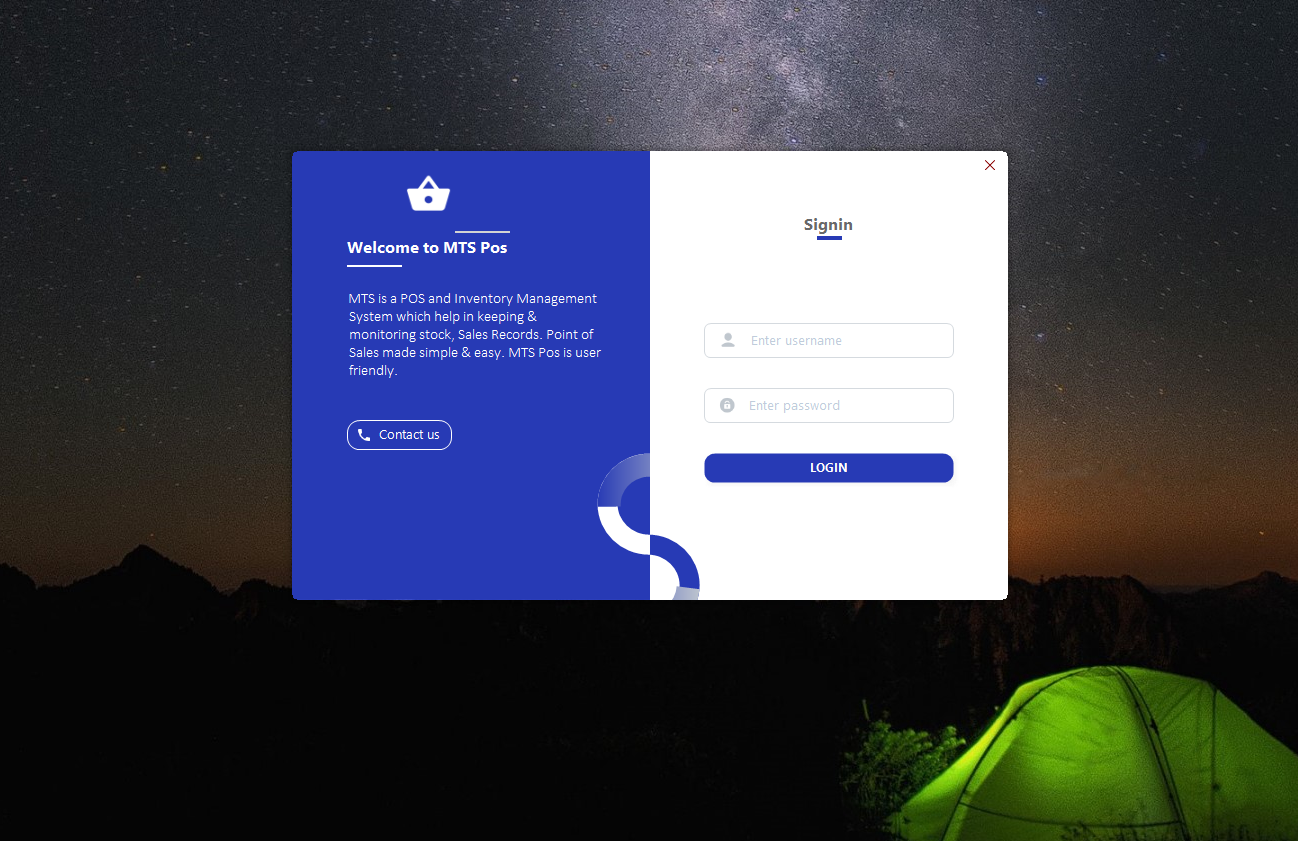 Welcome to MTS Pos
MTS is a POS and Inventory Management
System which help in keeping &
monitoring stock, Sales Records. Point of
Sales made simple & easy. MTS Pos is user
friendly.
Contact us
Signin
Enter username
Enter password
LOGIN